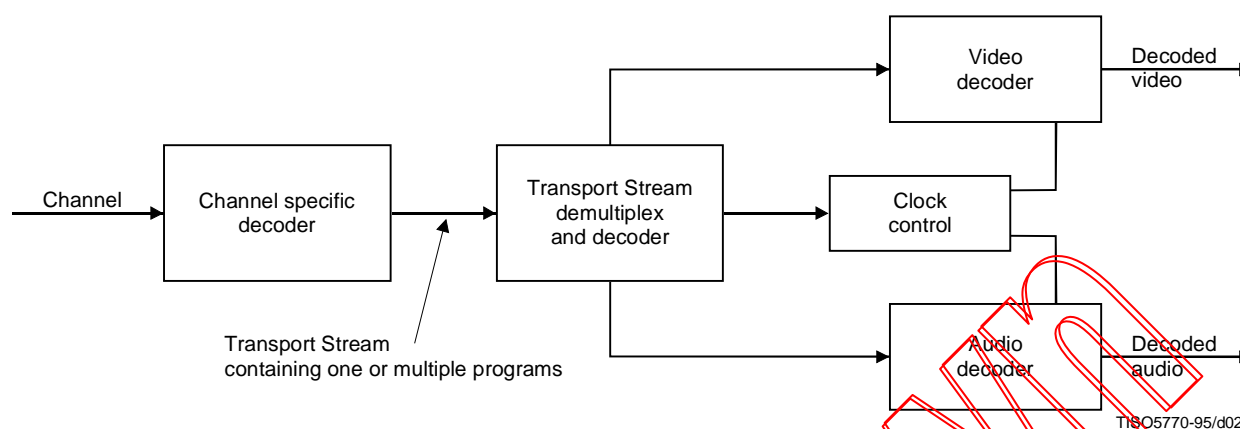 Channel
Channel specific
decoder
Transport Stream
containing one or multiple programs
Transport Stream
demultiplex
and decoder
Video
decoder
Decoded
video
Clock
control
Audio
decoder
Decoded
audio
TISO5770-95/d02